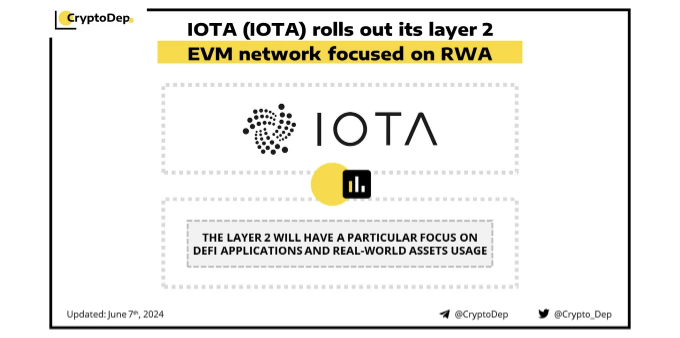 CryptoDep.
IOTA (IOTA) rolls out its layer 2
EVM network focused on RWA
IOTA
THE LAYER 2 WILL HAVE A PARTICULAR FOCUS ON
DEFI APPLICATIONS AND REAL-WORLD ASSETS USAGE
Updated: June 7th, 2024
@CryptoDep
@Crypto_Dep